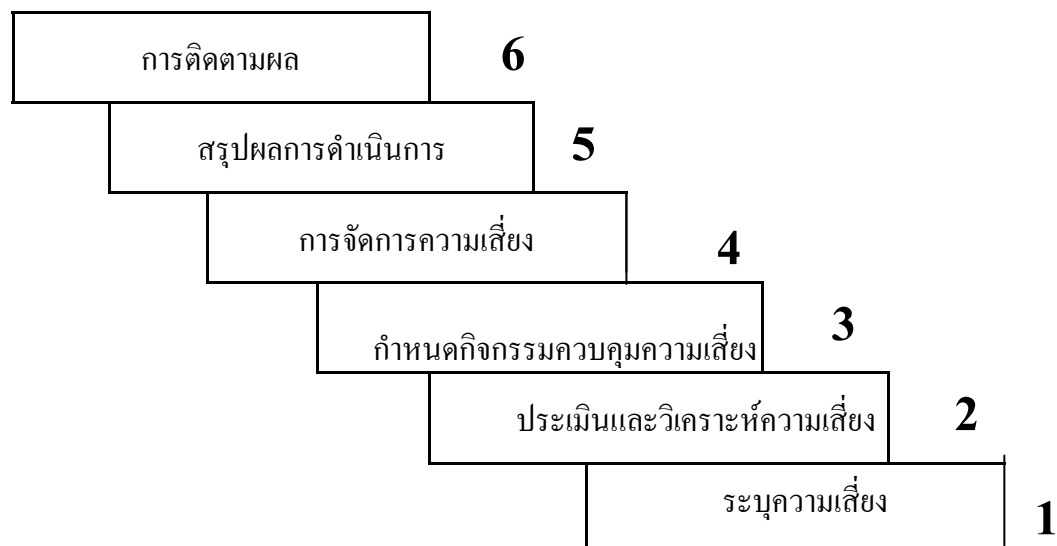 การติดตามผล 6
สรุปผลการดำเนินการ 5
การจัดการความเสี่ยง 4
กำหนดกิจกรรมควบคุมความเสี่ยง 3
ประเมินและวิเคราะห์ความเสี่ยง 2
ระบุความเสี่ยง 1